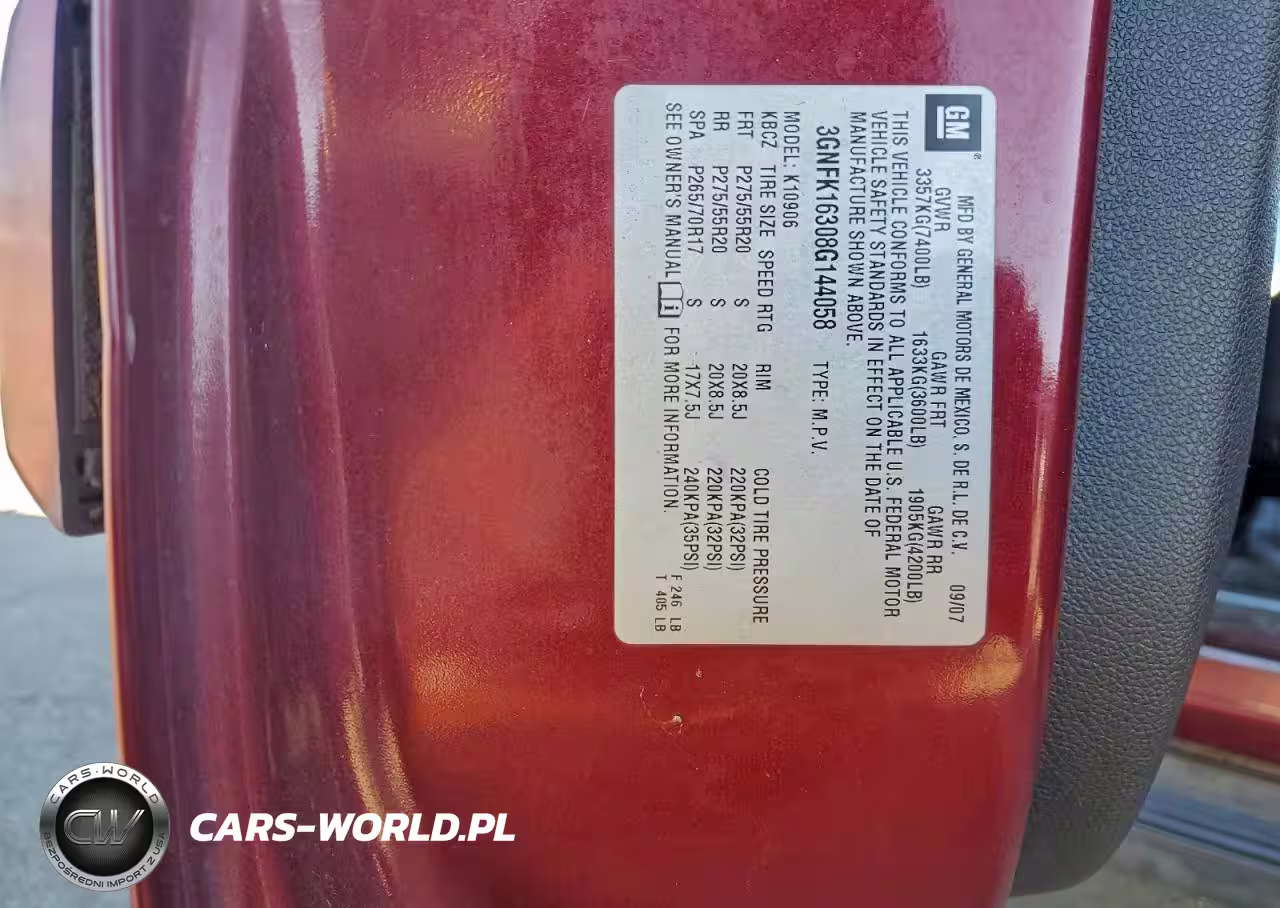 GM ®
MFD BY GENERAL MOTORS DE MEXICO. S. DE R.L. DE C.V. 09/07
GVWR GAWR FRT GAWR RR
3357KG(7400LB) 1633KG(3600LB) 1905KG(4200LB)
THIS VEHICLE CONFORMS TO ALL APPLICABLE U.S. FEDERAL MOTOR
VEHICLE SAFETY STANDARDS IN EFFECT ON THE DATE OF
MANUFACTURE SHOWN ABOVE.
3GNFK16308G144058 TYPE: M.P.V.
MODEL: K10906
KBCZ TIRE SIZE SPEED RTG RIM COLD TIRE PRESSURE
FRT P275/55R20 S 20X8.5J 220KPA(32PSI)
RR P275/55R20 S 20X8.5J 220KPA(32PSI)
SPA P265/70R17 S 17X7.5J 240KPA(35PSI)
SEE OWNER'S MANUAL i FOR MORE INFORMATION.
F 246 LB
T 405 LB
CARS-WORLD
CW
BEZPOŚREDNI IMPORT Z USA
CARS-WORLD.PL